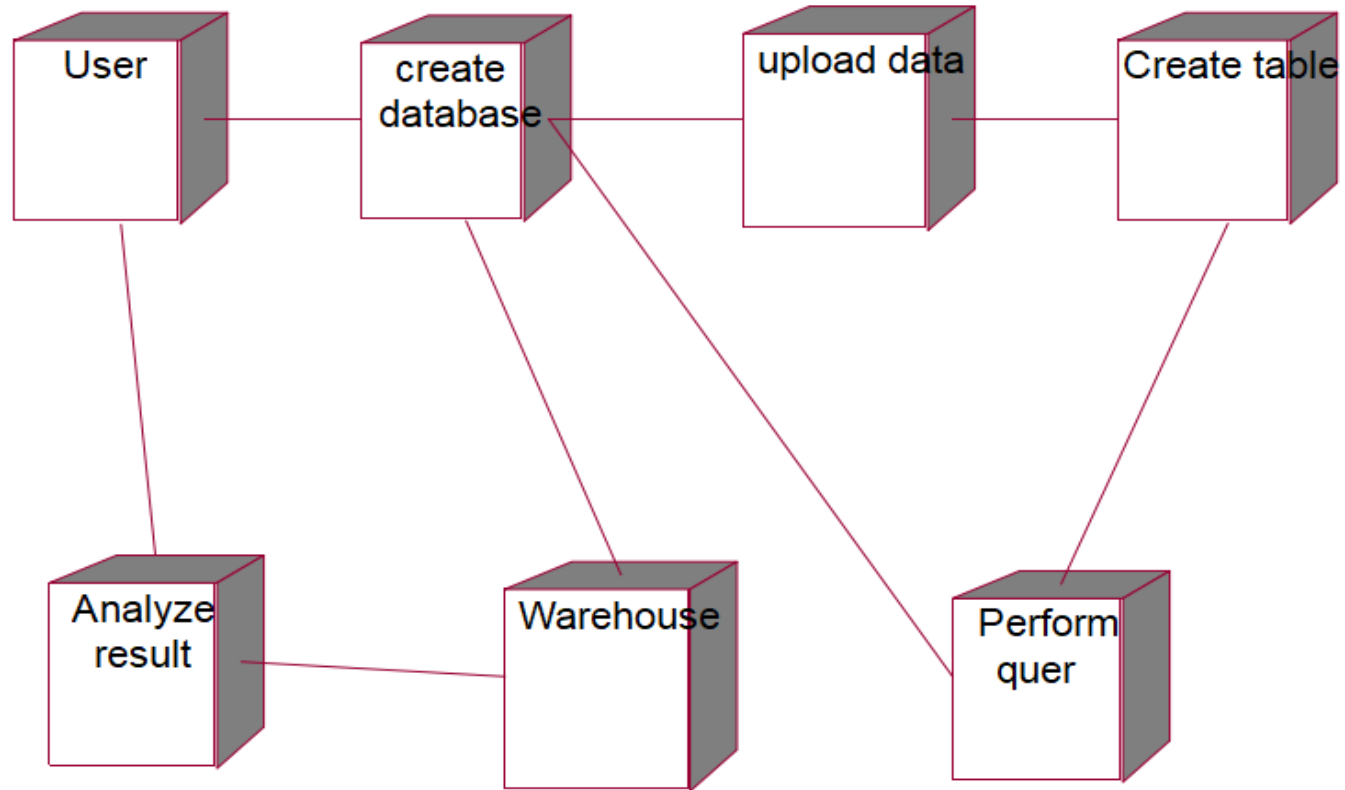 User
create
database
upload data
Create table
Analyze
result
Warehouse
Perform
quer